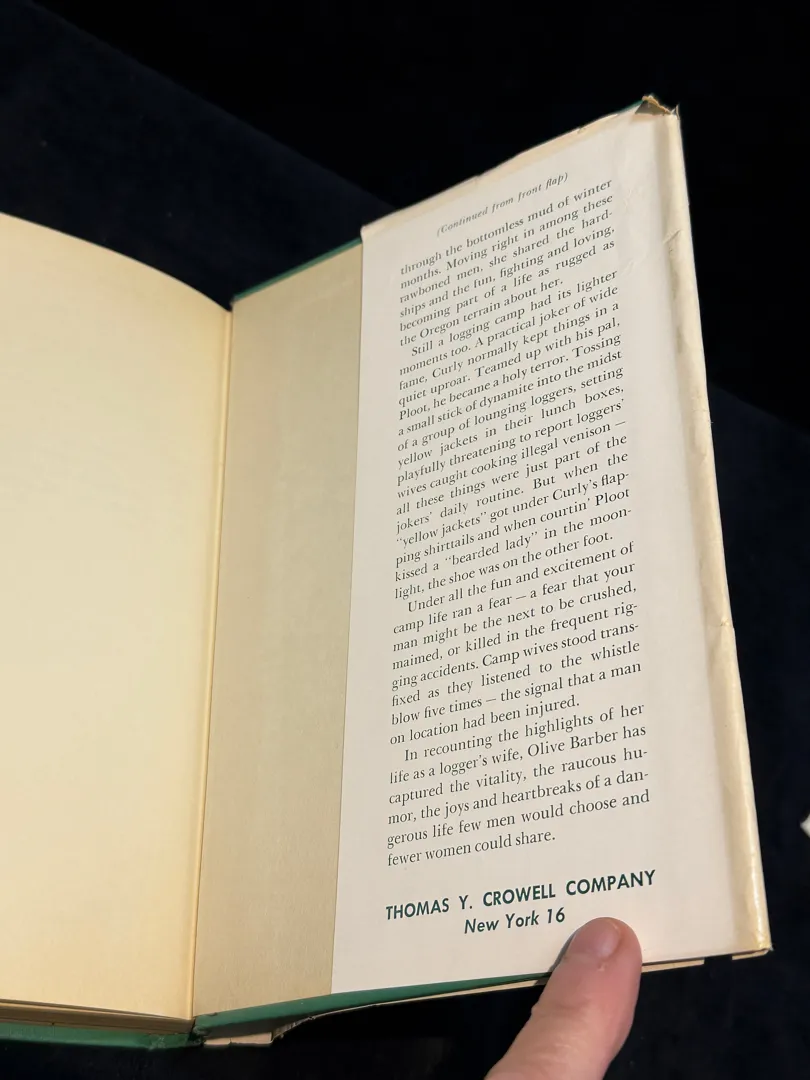 (Continued from front flap)
through the bottomless mud of winter
months. Moving right in among these
rawboned men, she shared the hard-
ships and the fun, fighting and loving,
becoming part of a life as rugged as
the Oregon terrain about her.
Still a logging camp had its lighter
moments too. A practical joker of wide
fame, Curly normally kept things in a
quiet uproar. Teamed up with his pal,
Ploot, he became a holy terror. Tossing
a small stick of dynamite into the midst
of a group of lounging loggers, setting
yellow jackets in their lunch boxes,
playfully threatening to report loggers'
wives caught cooking illegal venison —
all these things were just part of the
jokers' daily routine. But when the
"yellow jackets" got under Curly's flap-
ping shirttails and when courtin' Ploot
kissed a "bearded lady" in the moon-
light, the shoe was on the other foot.
Under all the fun and excitement of
camp life ran a fear — a fear that your
man might be the next to be crushed,
maimed, or killed in the frequent rig-
ging accidents. Camp wives stood trans-
fixed as they listened to the whistle
blow five times — the signal that a man
on location had been injured.
In recounting the highlights of her
life as a logger's wife, Olive Barber has
captured the vitality, the raucous hu-
mor, the joys and heartbreaks of a dan-
gerous life few men would choose and
fewer women could share.
THOMAS Y. CROWELL COMPANY
New York 16